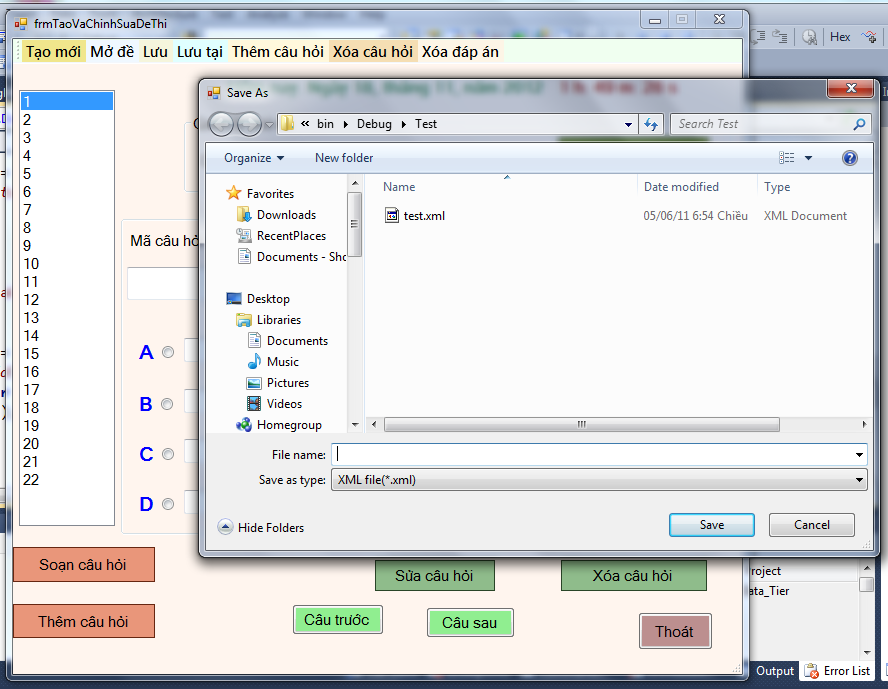 frmTaoVaChinhSuaDeThi
Tạo mới Mở đề Lưu Lưu tại Thêm câu hỏi Xóa câu hỏi Xóa đáp án
Hex
Save As
« bin Debug Test
Search Test
Organize New folder
Name Date modified Type
test.xml 05/06/11 6:54 Chiều XML Document
Favorites
Downloads
RecentPlaces
Documents - Sho
Desktop
Libraries
Documents
Music
Pictures
Videos
Homegroup
File name:
Save as type: XML file(*.xml)
Hide Folders
Save Cancel
1
2
3
4
5
6
7
8
9
10
11
12
13
14
15
16
17
18
19
20
21
22
Mã câu hỏ
A
B
C
D
Soạn câu hỏi
Sửa câu hỏi
Xóa câu hỏi
Thêm câu hỏi
Câu trước
Câu sau
Thoát
roject
ata_Tier
Output Error List